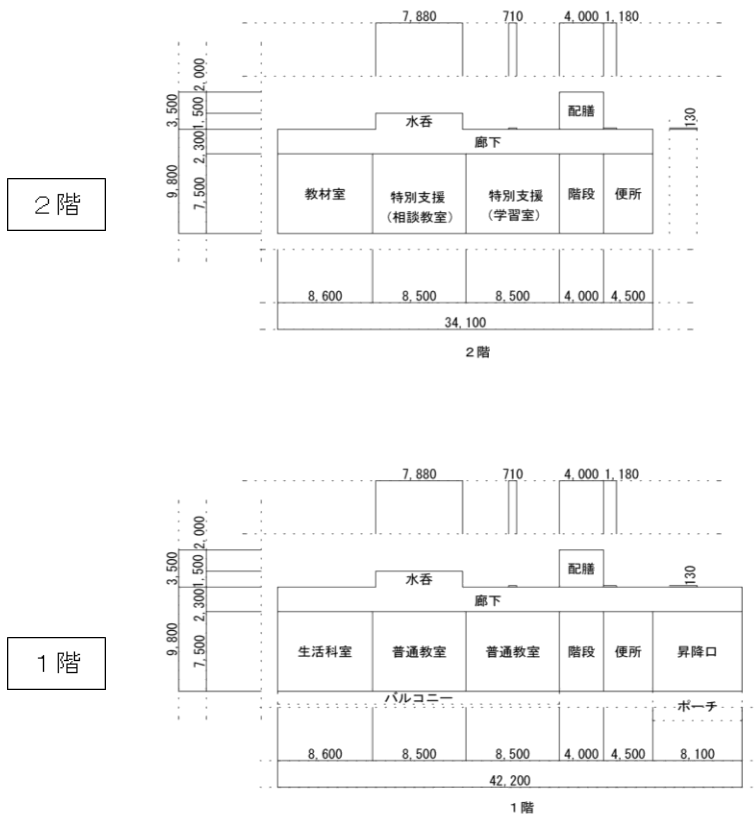 7,880 710 4,000 1,180
2,000
3,500
1,500
130
配膳
水呑
廊下
2,300
9,800
7,500
2階
教材室 特別支援 特別支援 階段 便所
(相談教室) (学習室)
8,600 8,500 8,500 4,000 4,500
34,100
2階
7,880 710 4,000 1,180
2,000
3,500
1,500
130
配膳
水呑
廊下
2,300
9,800
7,500
1階
生活科室 普通教室 普通教室 階段 便所 昇降口
バルコニー
ポーチ
8,600 8,500 8,500 4,000 4,500 8,100
42,200
1階